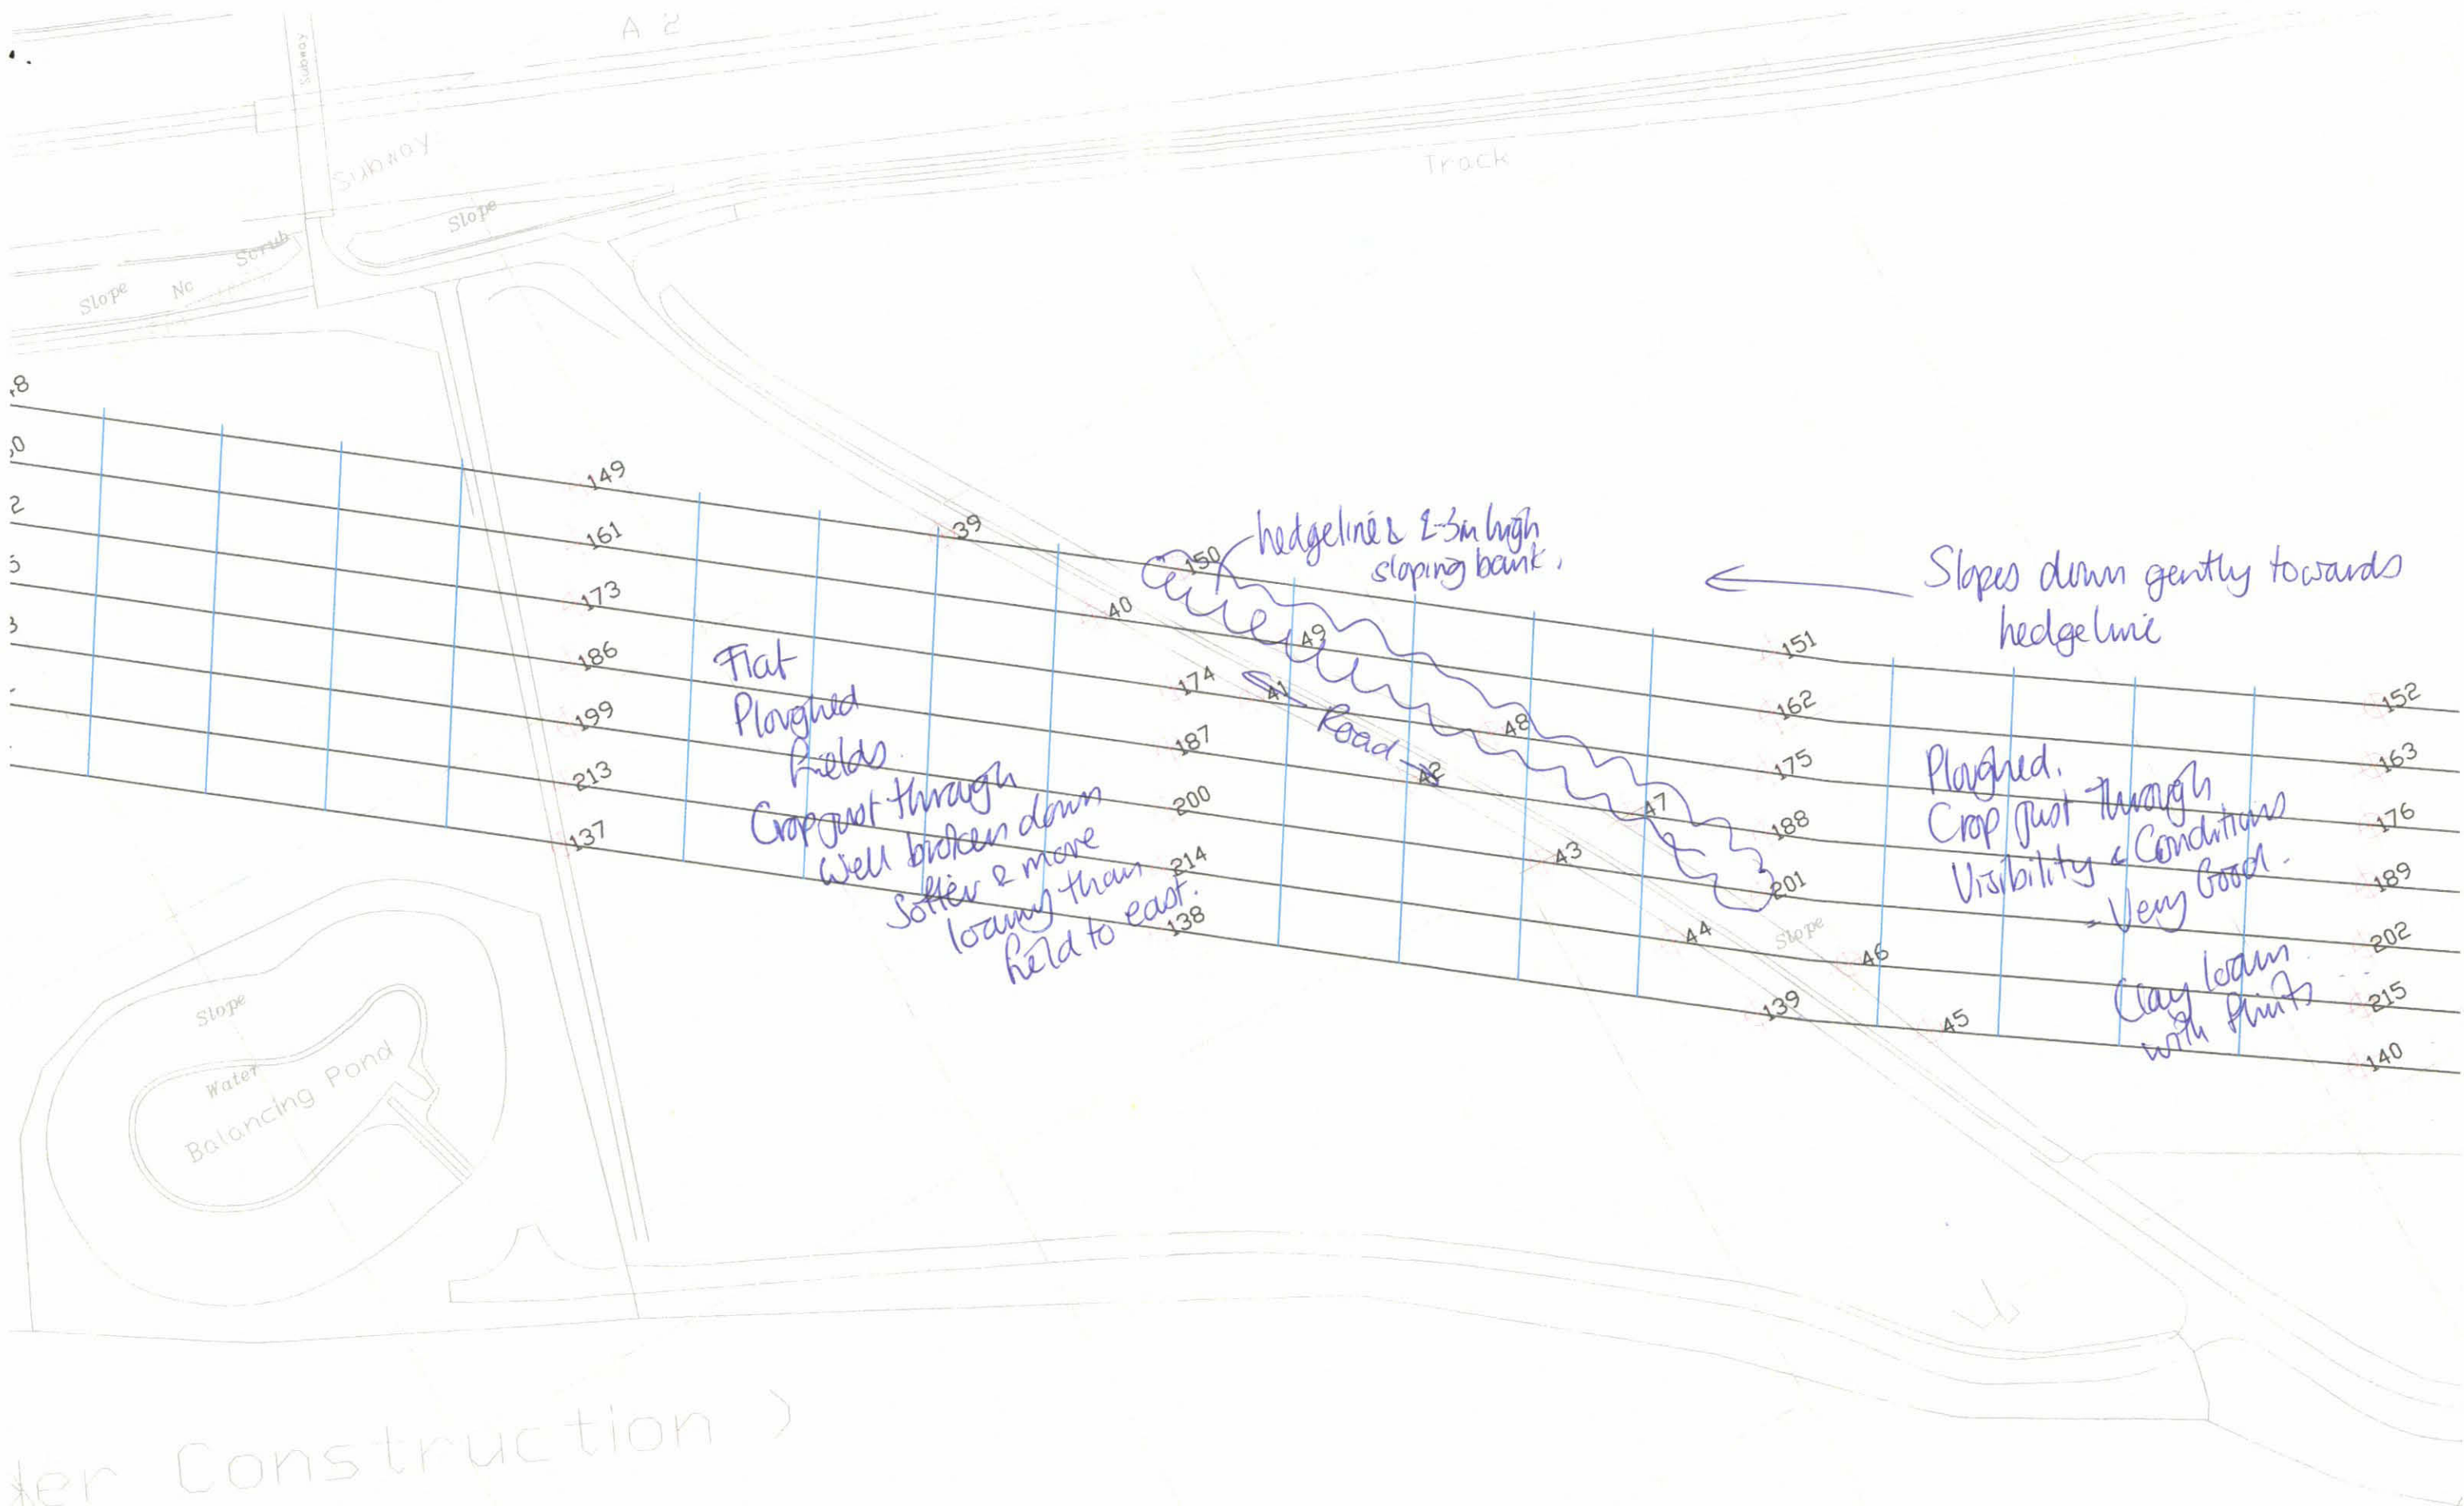 A 2
Subway
Subway
Track
Slope
Scrub
Slope
Nc
149
39
150
hedgeline & 2-3m high
sloping bank.
Slopes down gently towards
hedgeline
161
40
49
151
152
173
174
41
48
162
163
186
187
Road
42
47
175
176
199
200
43
188
189
213
214
44
201
202
137
138
139
46
45
215
140
Flat
Ploughed
fields.
Crop just through
Well broken down
Softer & more
loamy than
field to east.
Ploughed.
Crop just through
Visibility & Conditions
= Very Good.
Clay loam
with flints
Slope
Slope
Water
Balancing Pond
Construction )